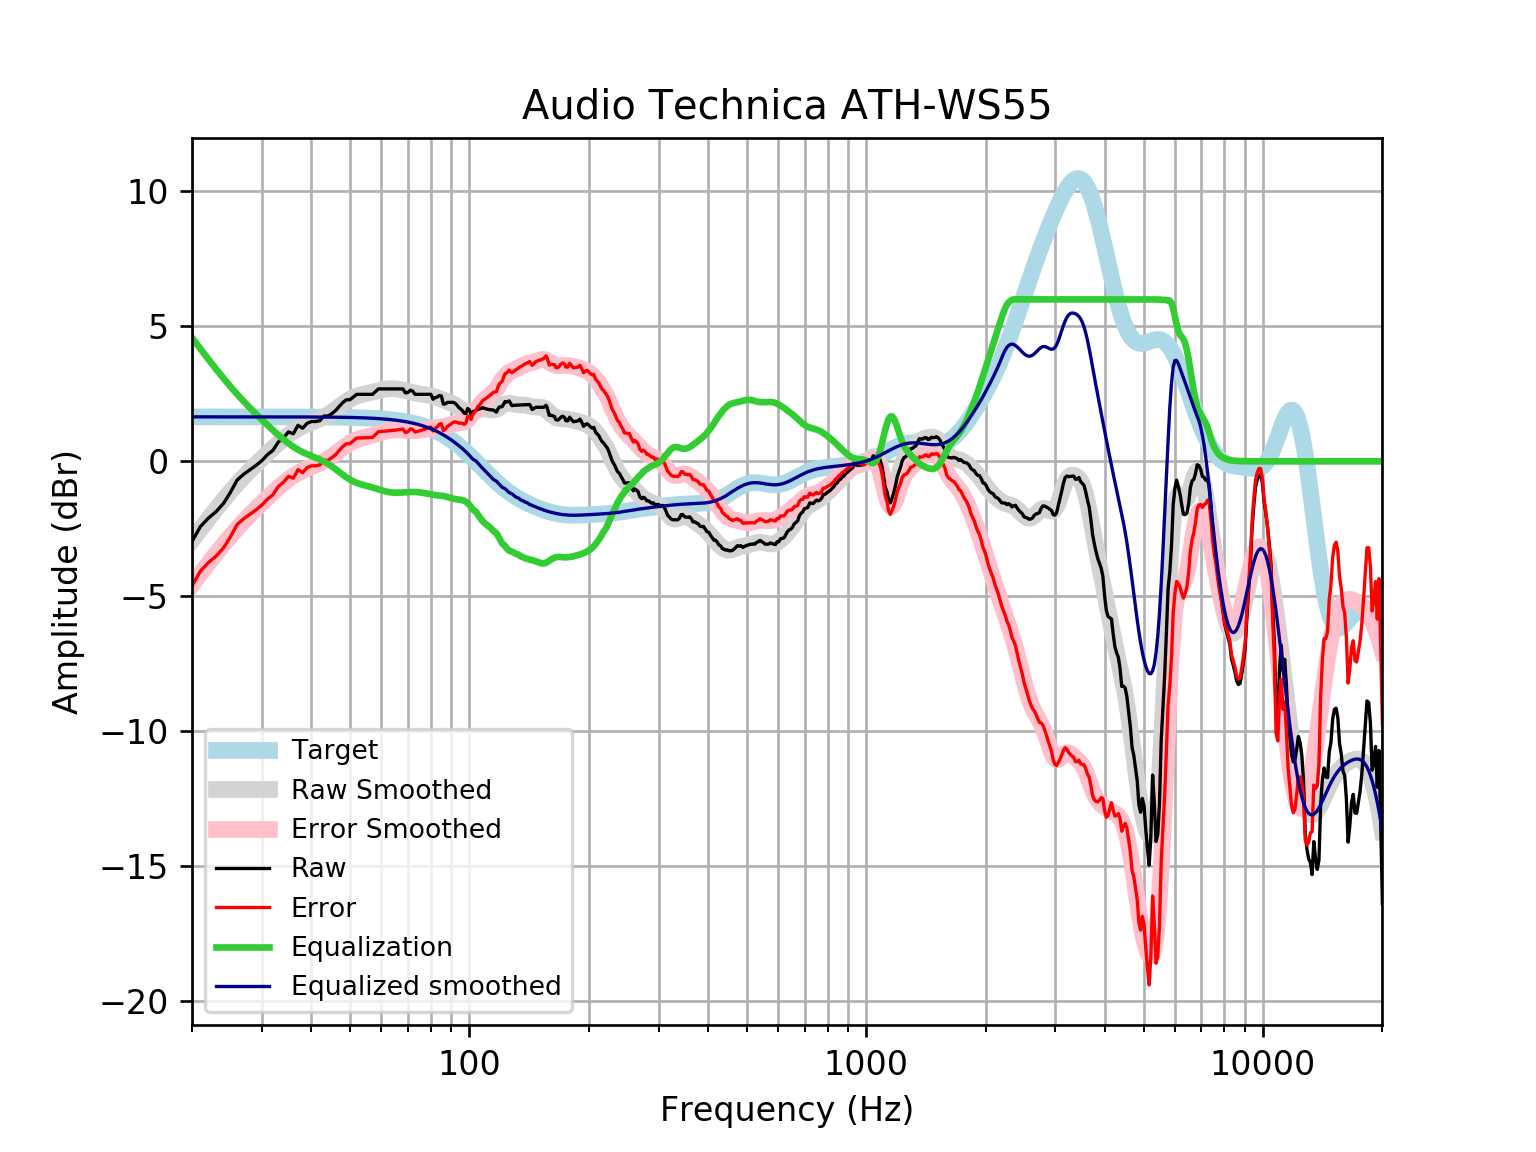 Audio Technica ATH-WS55
Amplitude (dBr)
10
5
0
−5
−10
−15
−20
Target
Raw Smoothed
Error Smoothed
Raw
Error
Equalization
Equalized smoothed
100
1000
10000
Frequency (Hz)